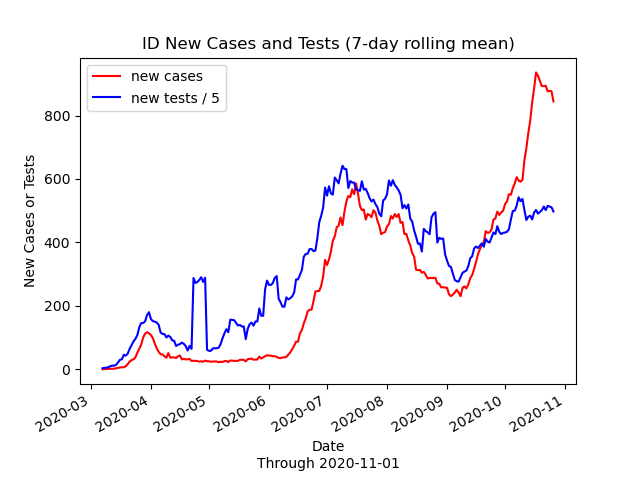 ID New Cases and Tests (7-day rolling mean)
new cases
new tests / 5
New Cases or Tests
800
600
400
200
0
2020-03
2020-04
2020-05
2020-06
2020-07
2020-08
2020-09
2020-10
2020-11
Date
Through 2020-11-01